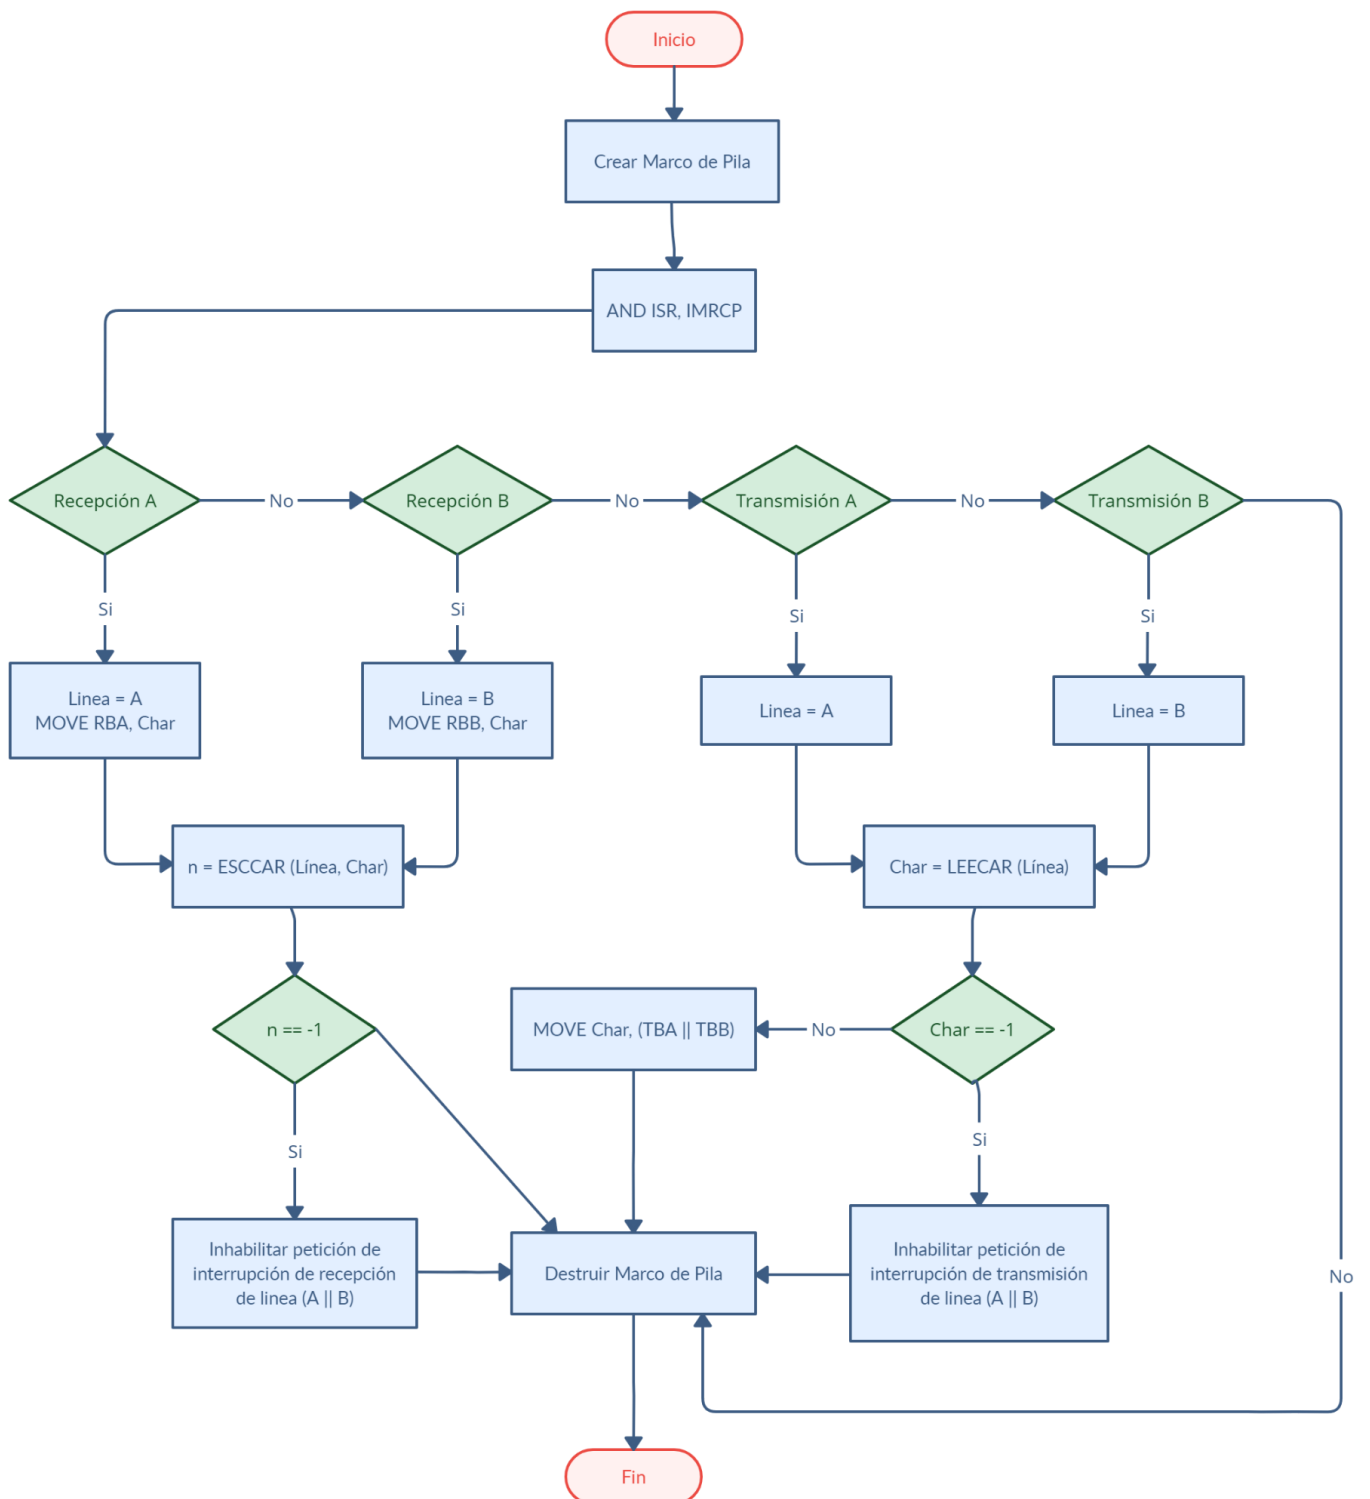 Inicio
Crear Marco de Pila
AND ISR, IMRCP
Recepción A
No
Recepción B
No
Transmisión A
No
Transmisión B
Si
Si
Si
Si
Linea = A
MOVE RBA, Char
Linea = B
MOVE RBB, Char
Linea = A
Linea = B
n = ESCCAR (Línea, Char)
Char = LEECAR (Línea)
n == -1
MOVE Char, (TBA || TBB)
No
Char == -1
Si
Si
Inhabilitar petición de
interrupción de recepción
de linea (A || B)
Destruir Marco de Pila
Inhabilitar petición de
interrupción de transmisión
de linea (A || B)
No
Fin